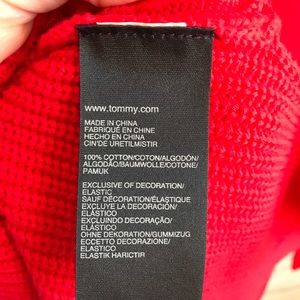 www.tommy.com
MADE IN CHINA
FABRIQUÉ EN CHINE
HECHO EN CHINA
CIN'DE URETILMISTIR
100% COTTON/COTON/ALGODÓN/
ALGODÃO/BAUMWOLLE/COTONE/
PAMUK
EXCLUSIVE OF DECORATION/
ELASTIC
SAUF DÉCORATION/ÉLASTIQUE
EXCLUYE LA DECORACIÓN/
ELÁSTICO
EXCLUINDO DECORAÇÃO/
ELÁSTICO
OHNE DEKORATION/GUMMIZUG
ECCETTO DECORAZIONE/
ELASTICO
ELASTIK HARICTIR